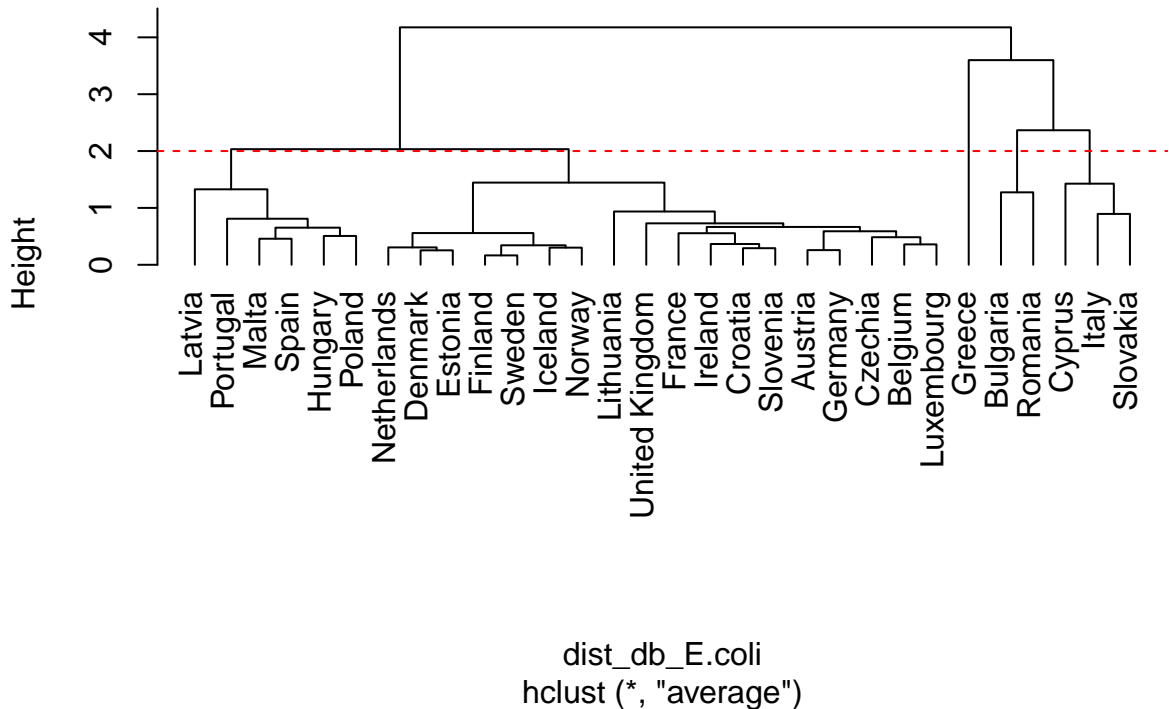 Height
0
1
2
3
4
Latvia
Portugal
Malta
Spain
Hungary
Poland
Netherlands
Denmark
Estonia
Finland
Sweden
Iceland
Norway
Lithuania
United Kingdom
France
Ireland
Croatia
Slovenia
Austria
Germany
Czechia
Belgium
Luxembourg
Greece
Bulgaria
Romania
Cyprus
Italy
Slovakia
dist_db_E.coli
hclust (*, "average")